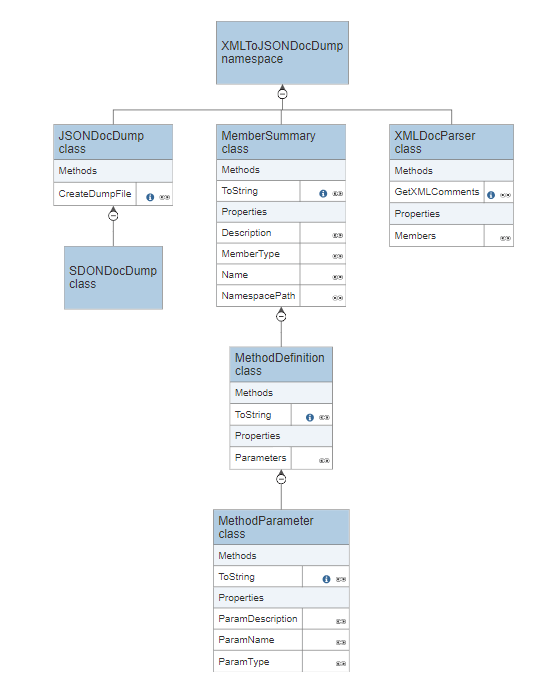 XMLToJSONDocDump
namespace
JSONDocDump
class
Methods
CreateDumpFile
MemberSummary
class
Methods
ToString
Properties
Description
MemberType
Name
NamespacePath
XMLDocParser
class
Methods
GetXMLComments
Properties
Members
SDONDocDump
class
MethodDefinition
class
Methods
ToString
Properties
Parameters
MethodParameter
class
Methods
ToString
Properties
ParamDescription
ParamName
ParamType